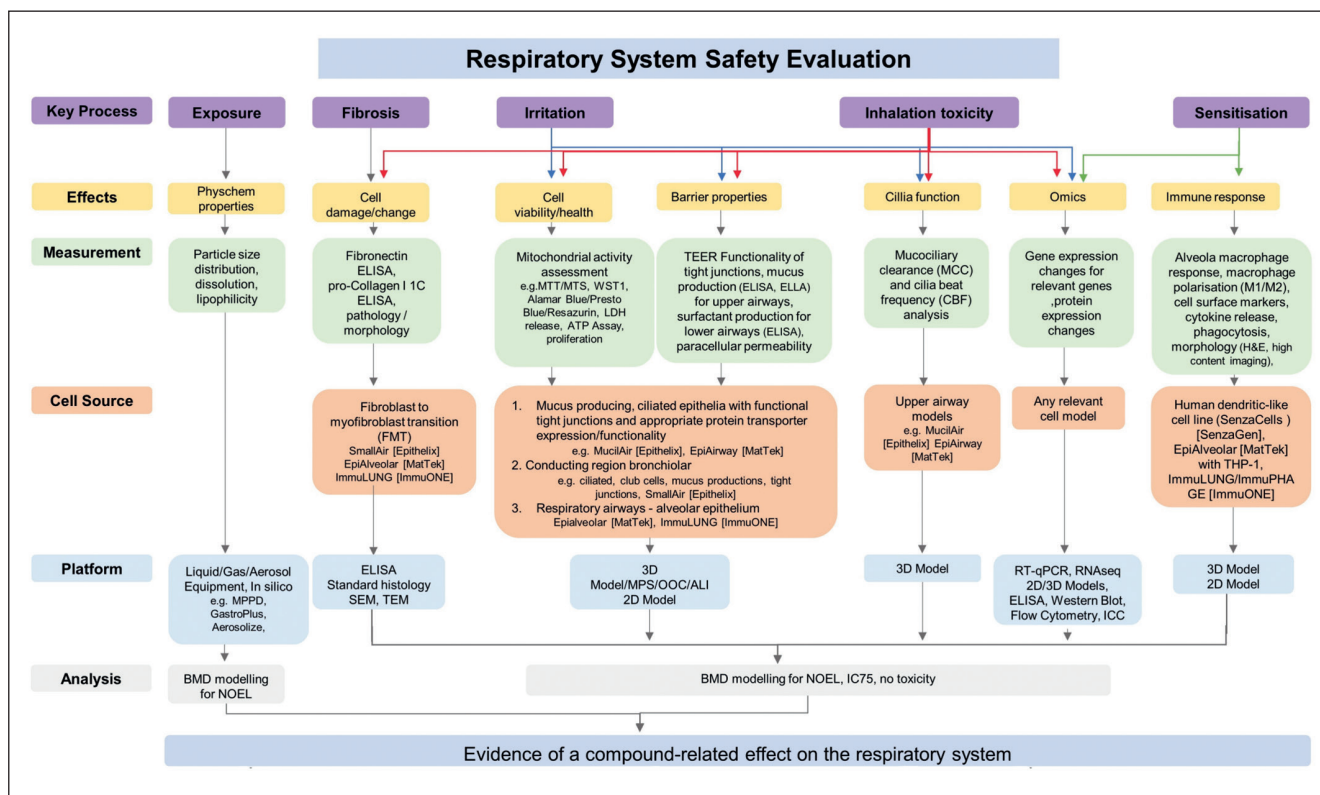 Respiratory System Safety Evaluation
Key Process
Exposure
Fibrosis
Irritation
Inhalation toxicity
Sensitisation
Effects
Physchem
properties
Cell
damage/change
Cell
viability/health
Barrier properties
Cillia function
Omics
Immune response
Measurement
Particle size
distribution,
dissolution,
lipophilicity
Fibronectin
ELISA,
pro-Collagen I 1C
ELISA,
pathology /
morphology
Mitochondrial activity
assessment
e.g.MTT/MTS, WST1,
Alamar Blue/Presto
Blue/Resazurin, LDH
release, ATP Assay,
proliferation
TEER Functionality of
tight junctions, mucus
production (ELISA, ELLA)
for upper airways,
surfactant production for
lower airways (ELISA),
paracellular permeability
Mucociliary
clearance (MCC)
and cilia beat
frequency (CBF)
analysis
Gene expression
changes for
relevant genes
,protein
expression
changes
Alveola macrophage
response, macrophage
polarisation (M1/M2),
cell surface markers,
cytokine release,
phagocytosis,
morphology (H&E, high
content imaging),
Cell Source
Fibroblast to
myofibroblast transition
(FMT)
SmallAir [Epithelix]
EpiAlveolar [MatTek]
ImmuLUNG [ImmuONE]
1. Mucus producing, ciliated epithelia with functional
tight junctions and appropriate protein transporter
expression/functionality
e.g. MucilAir [Epithelix], EpiAirway [MatTek]
2. Conducting region bronchiolar
e.g. ciliated, club cells, mucus productions, tight
junctions, SmallAir [Epithelix]
3. Respiratory airways - alveolar epithelium
Epialveolar [MatTek], ImmuLUNG [ImmuONE]
Upper airway
models
e.g. MucilAir
[Epithelix] EpiAirway
[MatTek]
Any relevant
cell model
Human dendritic-like
cell line (SenzaCells )
[SenzaGen],
EpiAlveolar [MatTek]
with THP-1,
ImmuLUNG/ImmuPHA
GE [ImmuONE]
Platform
Liquid/Gas/Aerosol
Equipment, In silico
e.g. MPPD,
GastroPlus,
Aerosolize,
ELISA
Standard histology
SEM, TEM
3D
Model/MPS/OOC/ALI
2D Model
3D Model
RT-qPCR, RNAseq
2D/3D Models,
ELISA, Western Blot,
Flow Cytometry, ICC
3D Model
2D Model
Analysis
BMD modelling
for NOEL
BMD modelling for NOEL, IC75, no toxicity
Evidence of a compound-related effect on the respiratory system